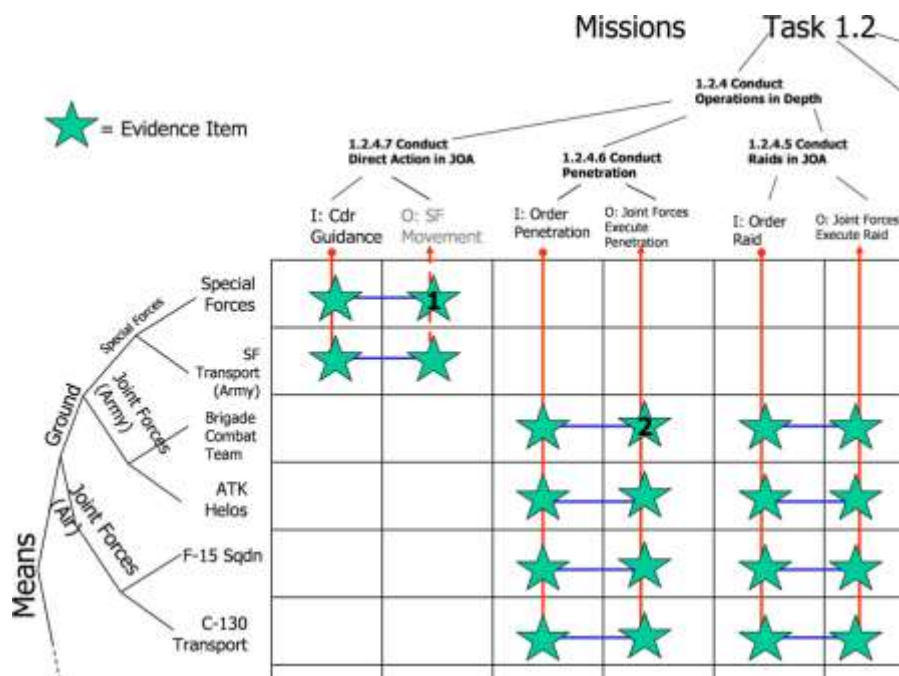 Missions
Task 1.2
1.2.4 Conduct
Operations in Depth
= Evidence Item
1.2.4.7 Conduct
Direct Action in JOA
1.2.4.6 Conduct
Penetration
1.2.4.5 Conduct
Raids in JOA
I: Cdr
Guidance
O: SF
Movement
I: Order
Penetration
O: Joint Forces
Execute
Penetration
I: Order
Raid
O: Joint Forces
Execute Raid
Means
Ground
Special Forces
Joint Forces
(Army)
Joint Forces
(Air)
Special
Forces
1
SF
Transport
(Army)
Brigade
Combat
Team
2
ATK
Helos
F-15 Sqdn
C-130
Transport